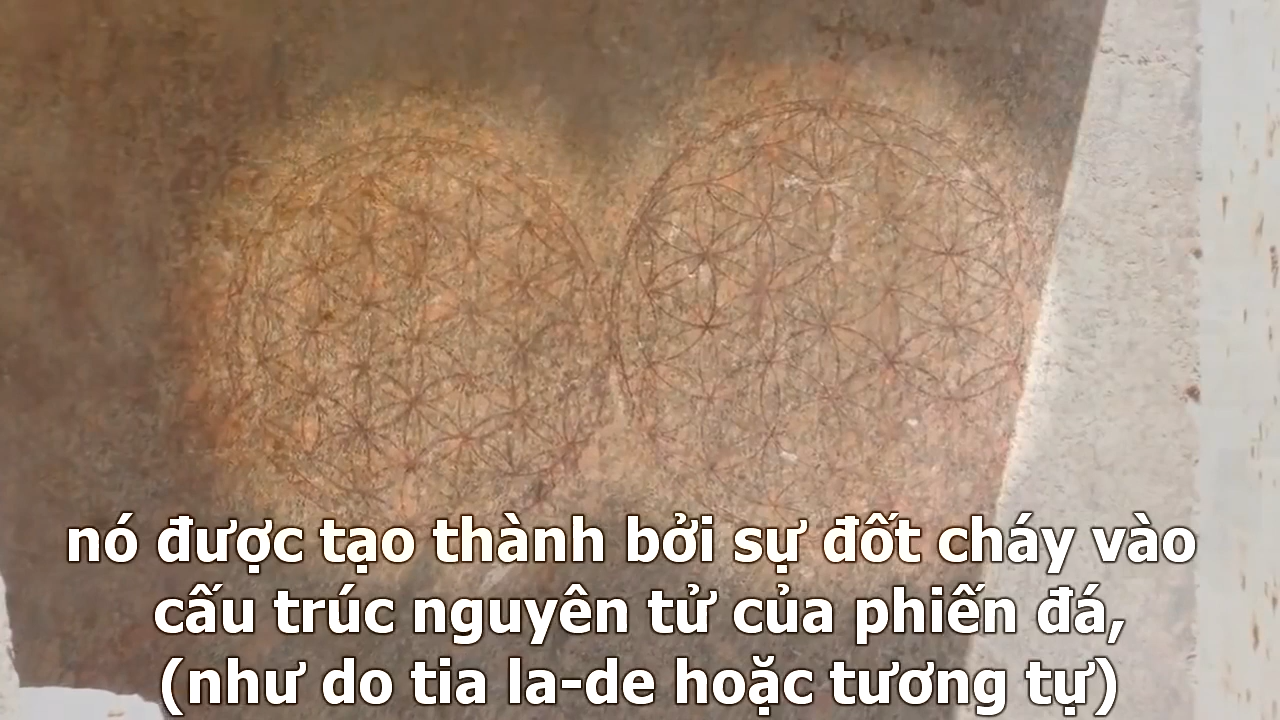 nó được tạo thành bởi sự đốt cháy vào
cấu trúc nguyên tử của phiến đá,
(như do tia la-de hoặc tương tự)